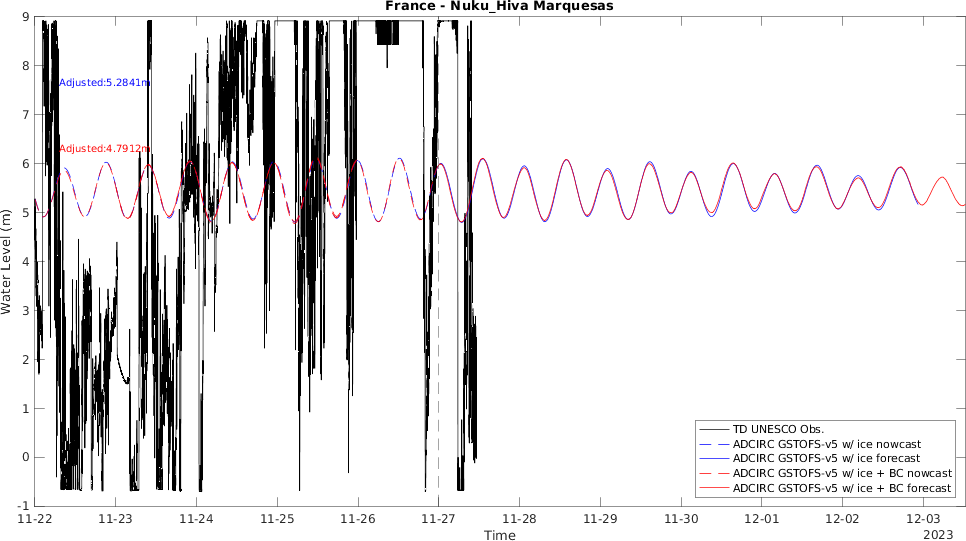 France - Nuku_Hiva Marquesas
9
8
7
6
5
4
3
2
1
0
-1
Water Level (m)
Adjusted:5.2841m
Adjusted:4.7912m
TD UNESCO Obs.
ADCIRC GSTOFS-v5 w/ ice nowcast
ADCIRC GSTOFS-v5 w/ ice forecast
ADCIRC GSTOFS-v5 w/ ice + BC nowcast
ADCIRC GSTOFS-v5 w/ ice + BC forecast
11-22 11-23 11-24 11-25 11-26 11-27 11-28 11-29 11-30 12-01 12-02 12-03
2023
Time